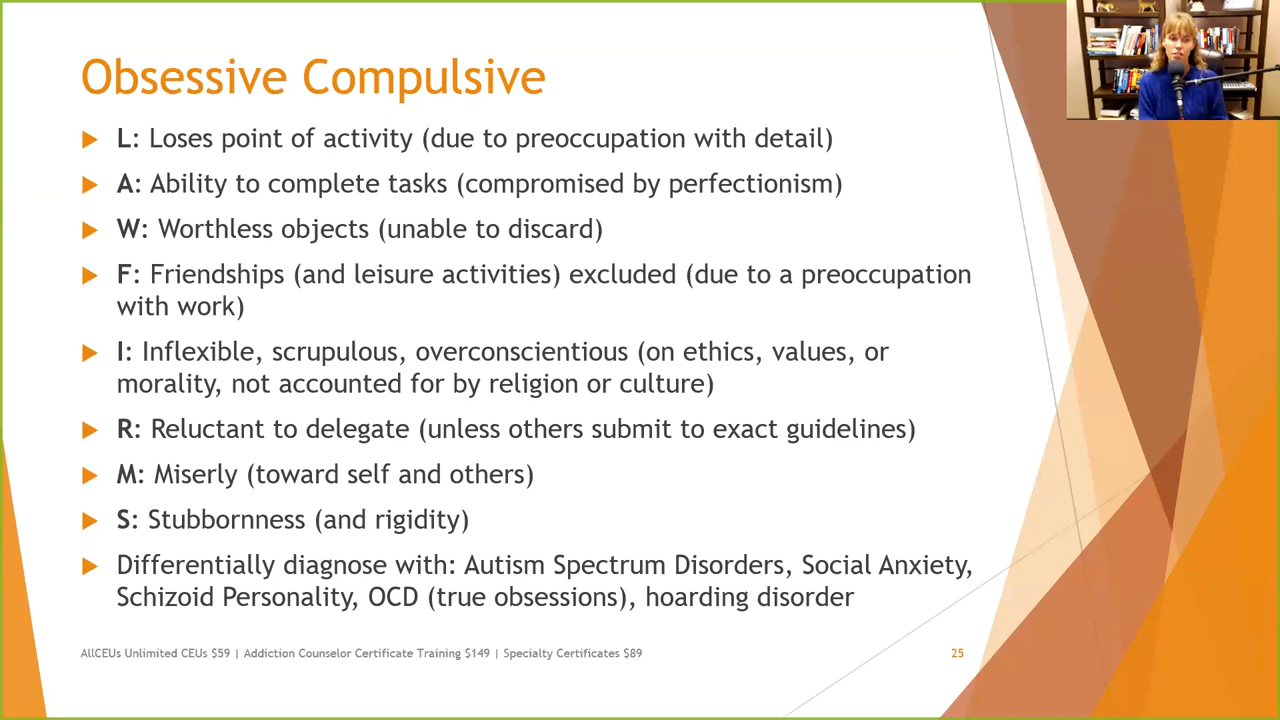 Obsessive Compulsive
L: Loses point of activity (due to preoccupation with detail)
A: Ability to complete tasks (compromised by perfectionism)
W: Worthless objects (unable to discard)
F: Friendships (and leisure activities) excluded (due to a preoccupation
with work)
I: Inflexible, scrupulous, overconscientious (on ethics, values, or
morality, not accounted for by religion or culture)
R: Reluctant to delegate (unless others submit to exact guidelines)
M: Miserly (toward self and others)
S: Stubbornness (and rigidity)
Differentially diagnose with: Autism Spectrum Disorders, Social Anxiety,
Schizoid Personality, OCD (true obsessions), hoarding disorder
AllCEUs Unlimited CEUs $59 | Addiction Counselor Certificate Training $149 | Specialty Certificates $89
25